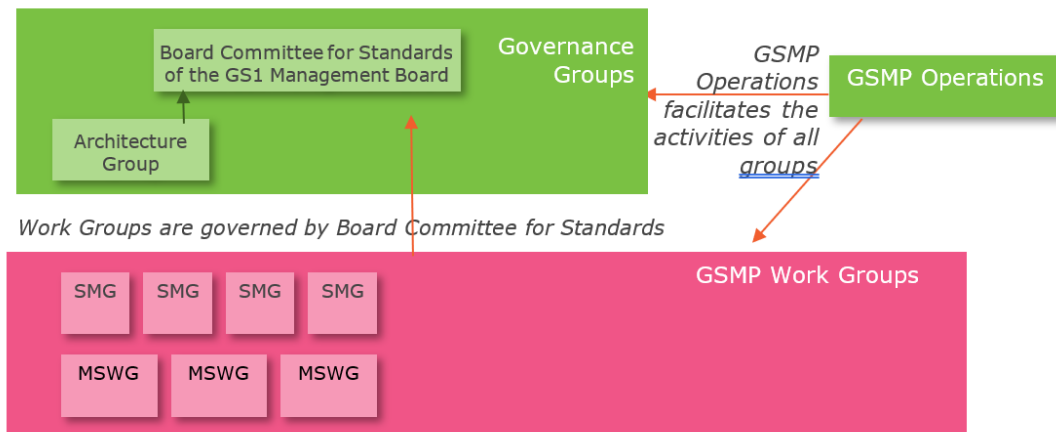 Board Committee for Standards
of the GS1 Management Board
Governance
Groups
Architecture
Group
GSMP
Operations
facilitates the
activities of all
groups
GSMP Operations
Work Groups are governed by Board Committee for Standards
GSMP Work Groups
SMG SMG SMG SMG
MSWG MSWG MSWG